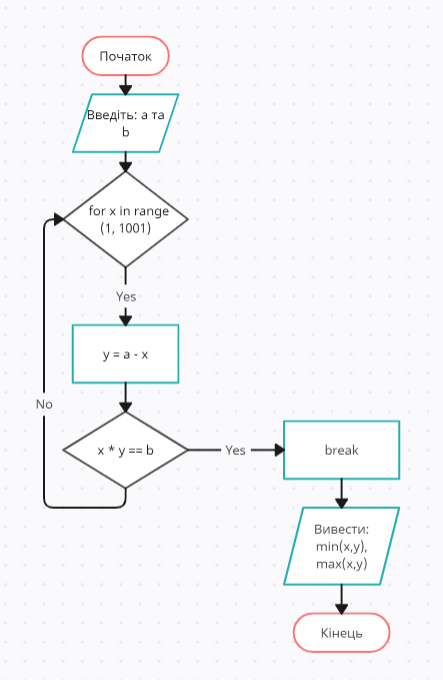 Початок
Введіть: а та
b
for x in range
(1, 1001)
Yes
y = a - x
No
x * y == b
Yes
break
Вивести:
min(x,y),
max(x,y)
Кінець